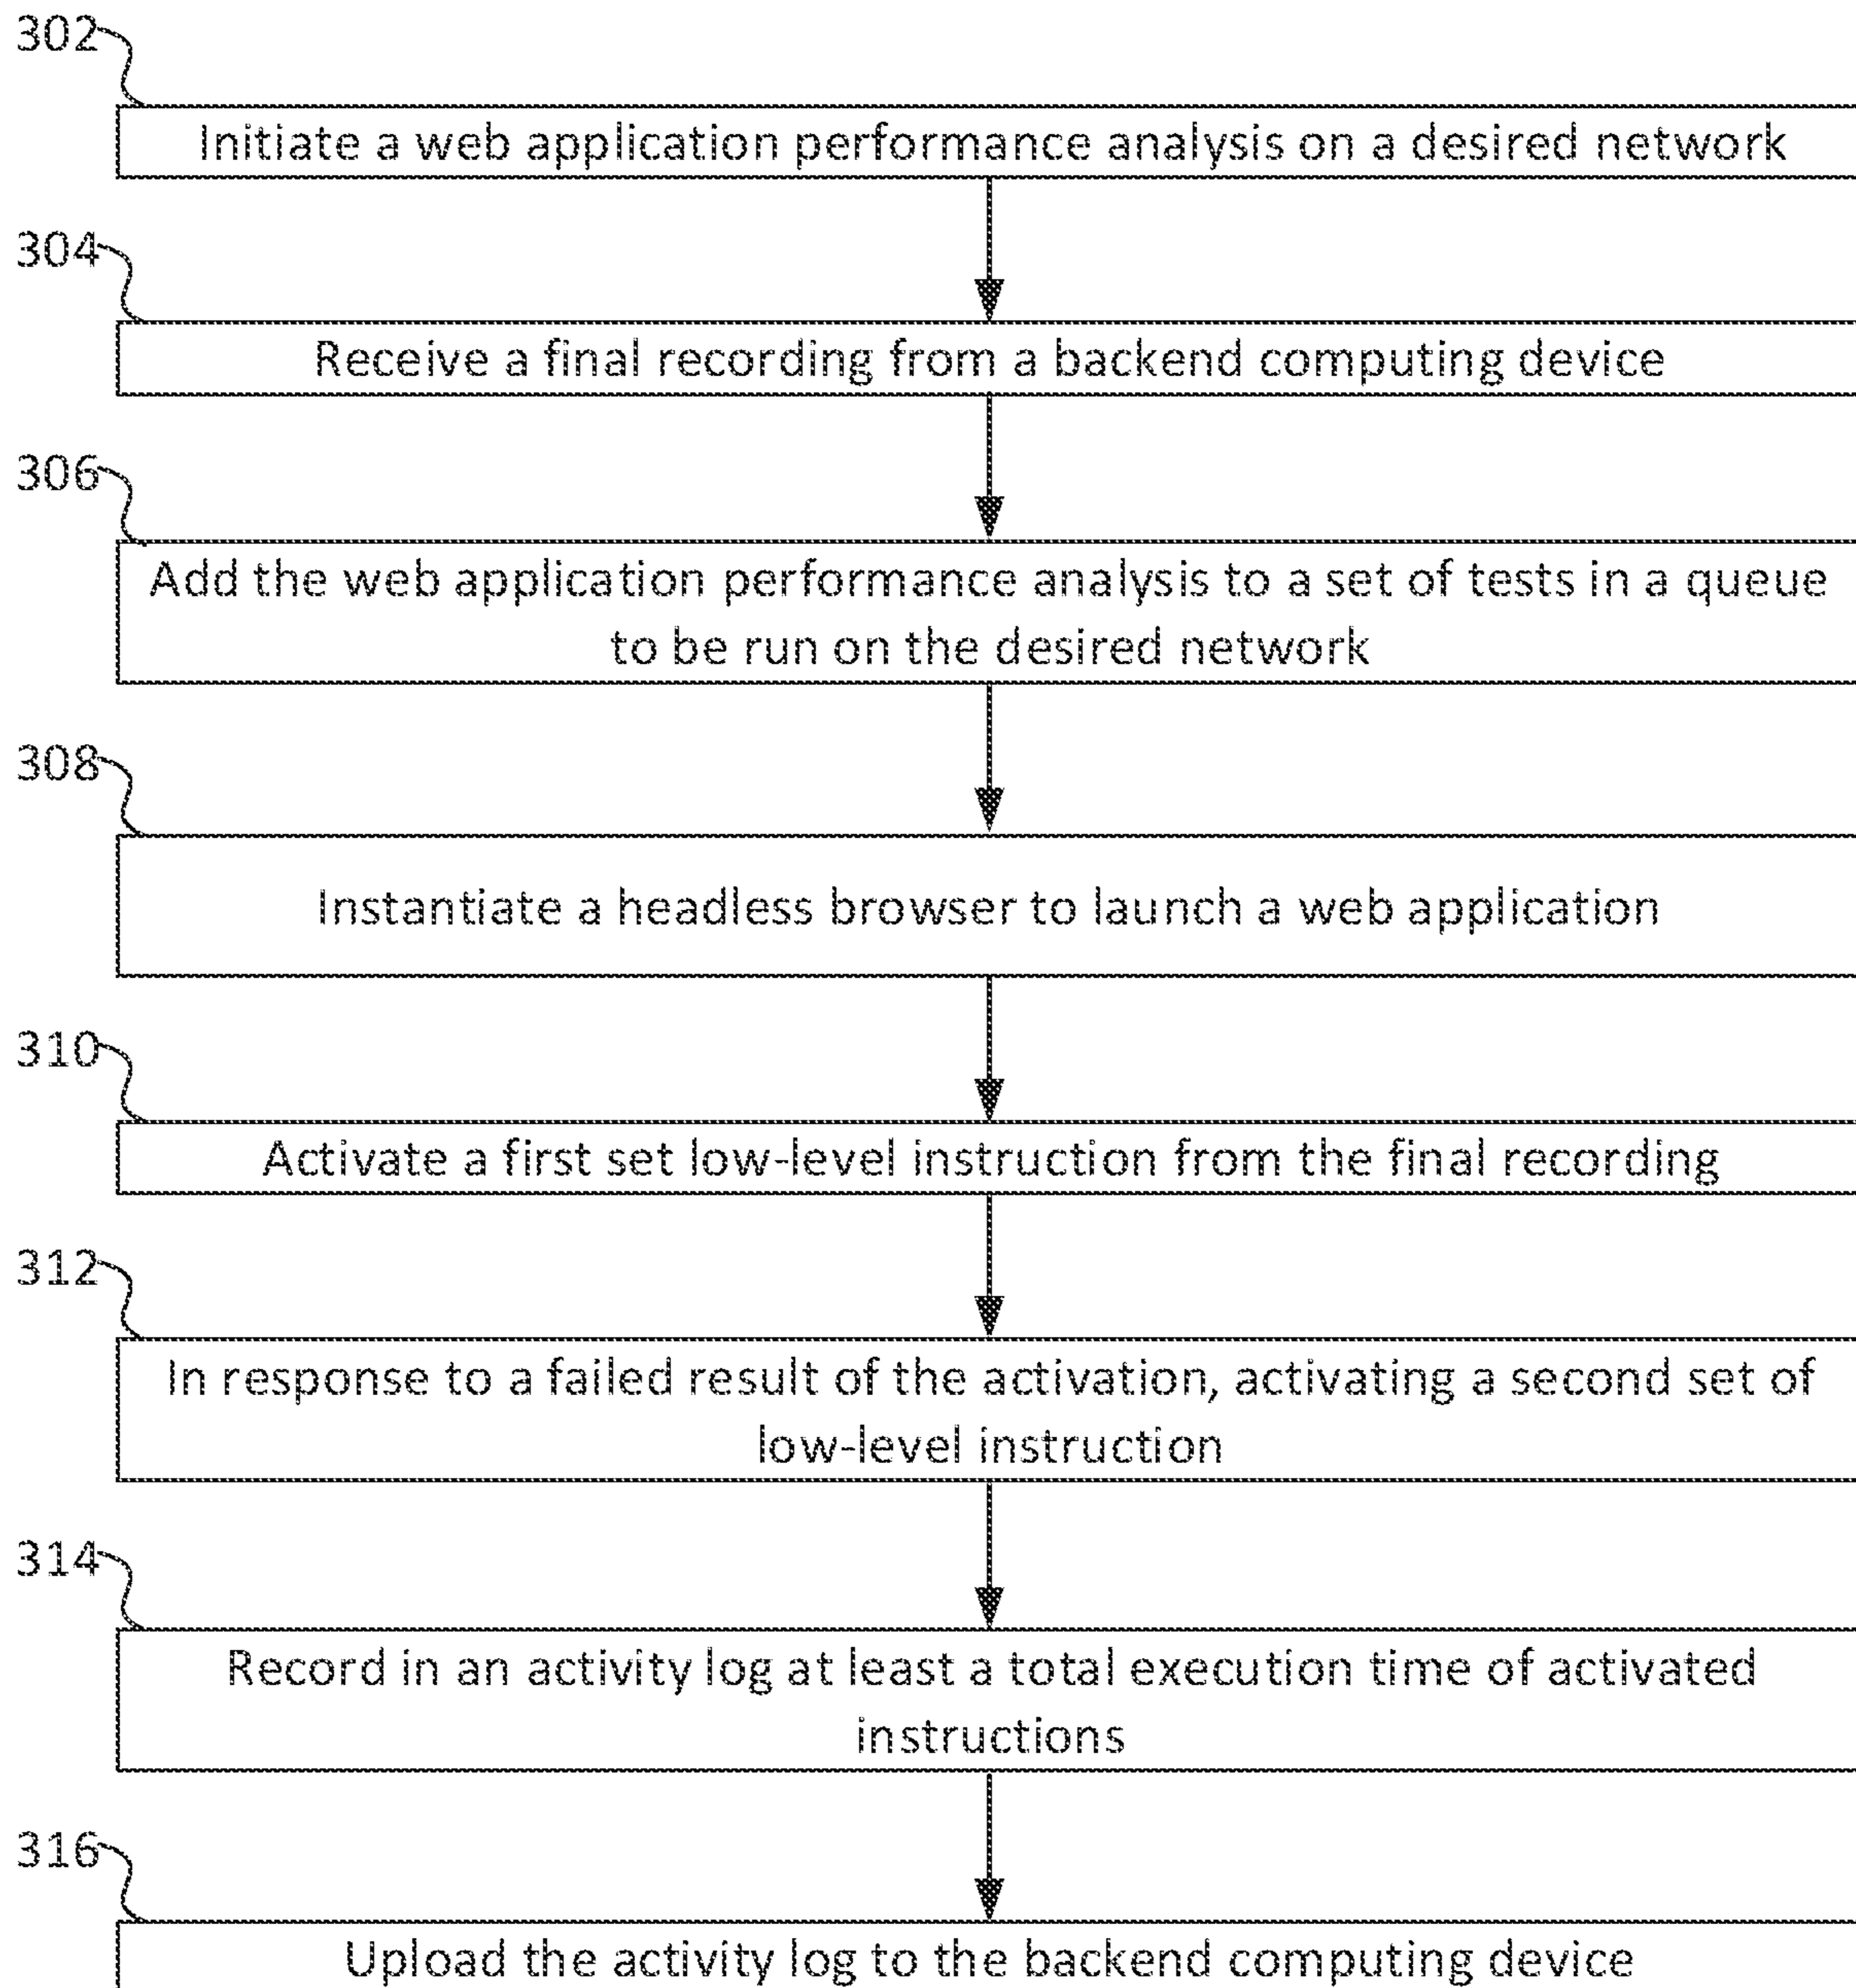 302
Initiate a web application performance analysis on a desired network
304
Receive a final recording from a backend computing device
306
Add the web application performance analysis to a set of tests in a queue
to be run on the desired network
308
Instantiate a headless browser to launch a web application
310
Activate a first set low-level instruction from the final recording
312
In response to a failed result of the activation, activating a second set of
low-level instruction
314
Record in an activity log at least a total execution time of activated
instructions
316
Upload the activity log to the backend computing device